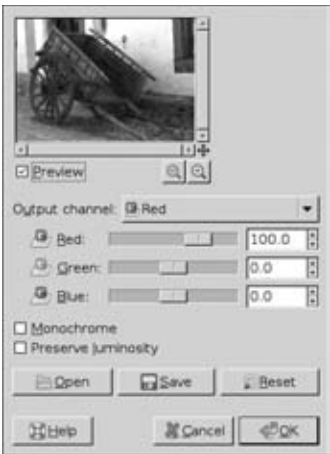 Preview
Output channel: Red
Red: 100.0
Green: 0.0
Blue: 0.0
Monochrome
Preserve luminosity
Open Save Reset
Help Cancel OK